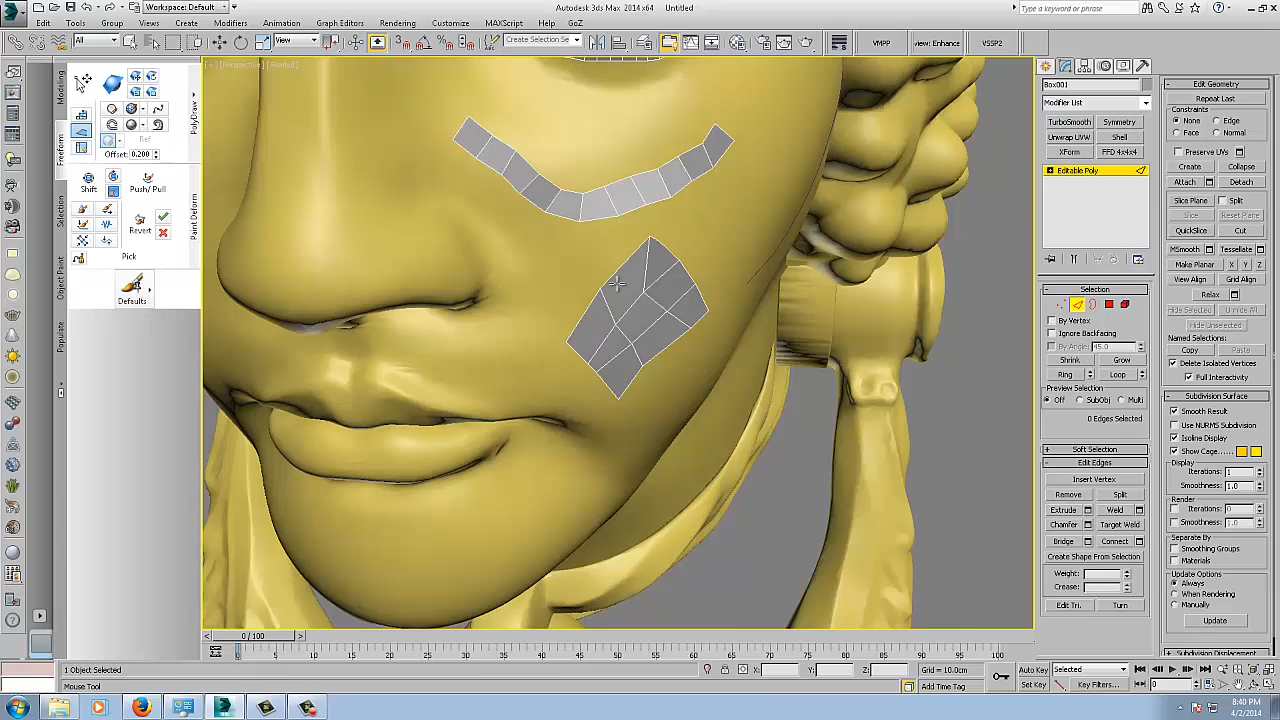 Workspace: Default
Autodesk 3ds Max 2014 x64 Untitled
Type a keyword or phrase
Edit Tools Group Views Create Modifiers Animation Graph Editors Rendering Customize MAXScript Help GoZ
All View Create Selection Se VMPP view: Enhance
[+][Perspective][Shaded]
Modeling
Freeform
Selection
Object Paint
Populate
PolyDraw
Paint Deform
Ref
Offset: 0.200
Shift Push/ Pull
Revert
Pick
Defaults
Box001
Modifier List
TurboSmooth Symmetry
Unwrap UVW Shell
XForm FFD 4x4x4
Editable Poly
Selection
By Vertex
Ignore Backfacing
By Angle: 45.0
Shrink Grow
Ring Loop
Preview Selection
Off SubObj Multi
0 Edges Selected
Soft Selection
Edit Edges
Insert Vertex
Remove Split
Extrude Weld
Chamfer Target Weld
Bridge Connect
Create Shape From Selection
Weight:
Crease:
Edit Tri. Turn
Edit Geometry
Repeat Last
Constraints
None Edge
Face Normal
Preserve UVs
Create Collapse
Attach Detach
Slice Plane Split
Slice Reset Plane
QuickSlice Cut
MSmooth Tessellate
Make Planar X Y Z
View Align Grid Align
Relax
Hide Selected Unhide All
Hide Unselected
Named Selections:
Copy Paste
Delete Isolated Vertices
Full Interactivity
Subdivision Surface
Smooth Result
Use NURMS Subdivision
Isoline Display
Show Cage......
Display
Iterations: 1
Smoothness: 1.0
Render
Iterations: 0
Smoothness: 1.0
Separate By
Smoothing Groups
Materials
Update Options
Always
When Rendering
Manually
Update
Subdivision Displacement
0 / 100
0 5 10 15 20 25 30 35 40 45 50 55 60 65 70 75 80 85 90 95 100
1 Object Selected X: Y: Z: Grid = 10.0cm Auto Key Selected
Mouse Tool Add Time Tag Set Key Key Filters... 0
8:40 PM
4/2/2014